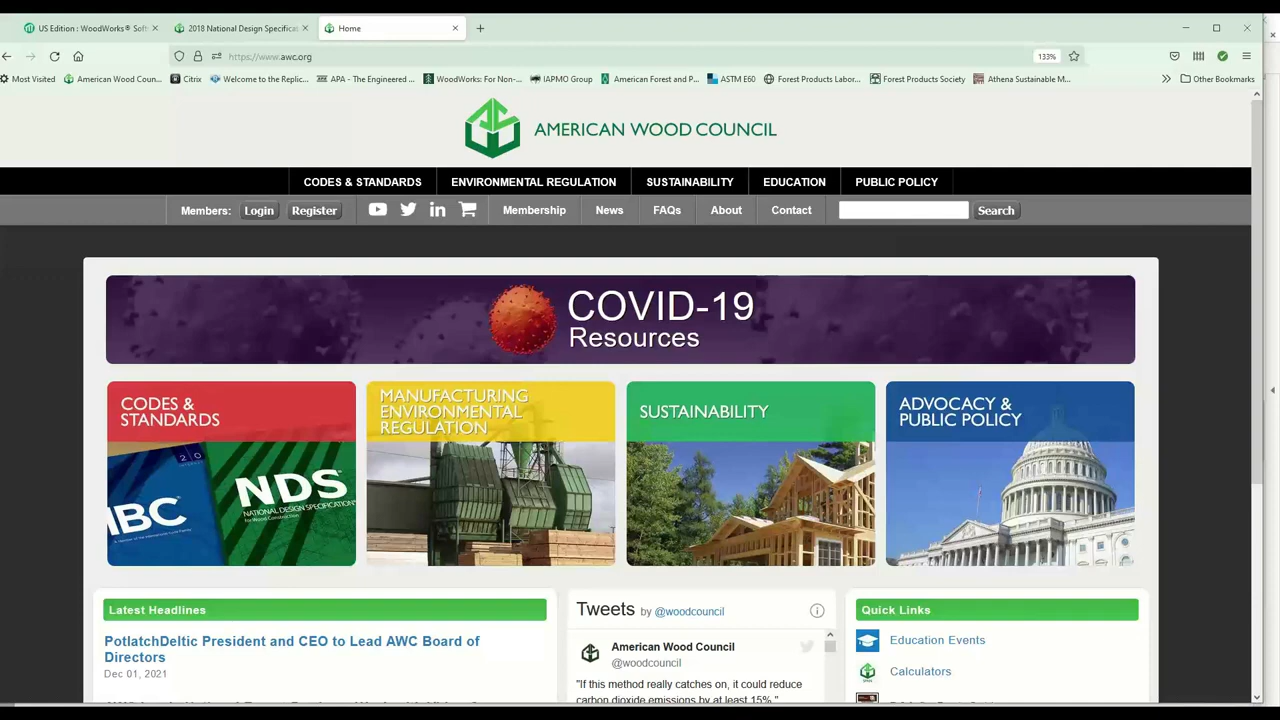 US Edition : WoodWorks® Soft
2018 National Design Specificat
Home
https://www.awc.org
133%
Most Visited
American Wood Coun...
Citrix
Welcome to the Replic...
APA - The Engineered ...
WoodWorks: For Non-...
IAPMO Group
American Forest and P...
ASTM E60
Forest Products Labor...
Forest Products Society
Athena Sustainable M...
Other Bookmarks
AMERICAN WOOD COUNCIL
CODES & STANDARDS
ENVIRONMENTAL REGULATION
SUSTAINABILITY
EDUCATION
PUBLIC POLICY
Members:
Login
Register
Membership
News
FAQs
About
Contact
Search
COVID-19
Resources
CODES &
STANDARDS
20
IBC
NDS
NATIONAL DESIGN SPECIFICATION
for Wood Construction
MANUFACTURING
ENVIRONMENTAL
REGULATION
SUSTAINABILITY
ADVOCACY &
PUBLIC POLICY
Latest Headlines
PotlatchDeltic President and CEO to Lead AWC Board of
Directors
Dec 01, 2021
Tweets by @woodcouncil
American Wood Council
@woodcouncil
"If this method really catches on, it could reduce
carbon dioxide emissions by at least 15%."
Quick Links
Education Events
Calculators